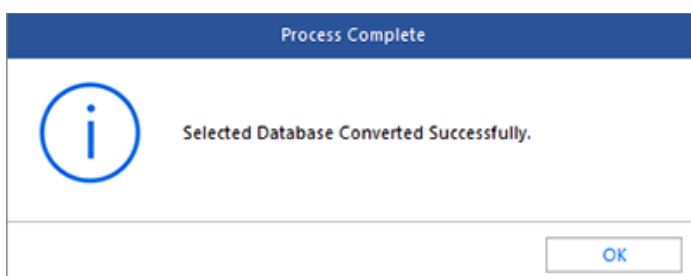 Process Complete
Selected Database Converted Successfully.
OK